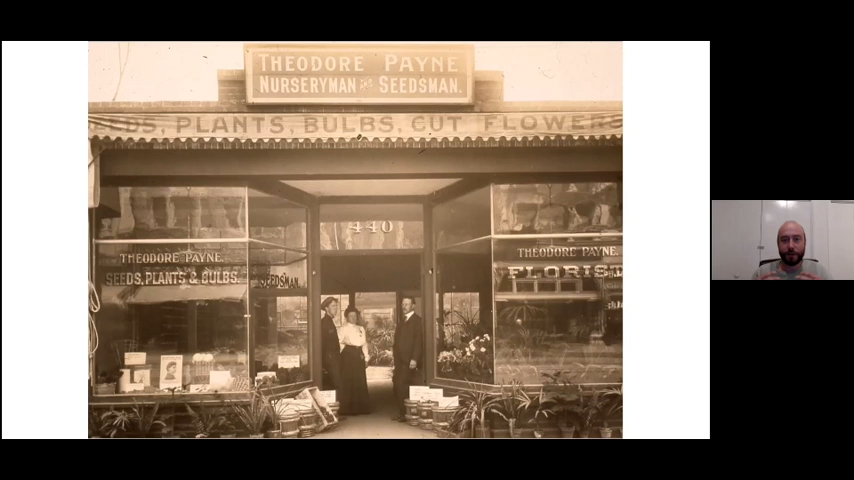 THEODORE PAYNE
NURSERYMAN AND SEEDSMAN.
SEEDS, PLANTS, BULBS, CUT FLOWERS
440
THEODORE PAYNE.
SEEDS, PLANTS & BULBS.
SEEDSMAN.
THEODORE PAYNE.
FLORIST